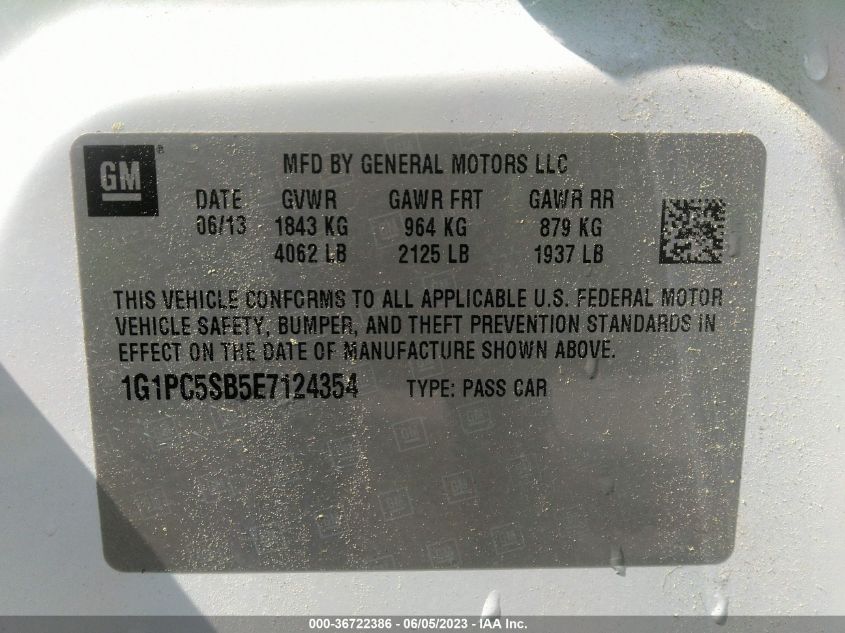 GM ®
MFD BY GENERAL MOTORS LLC
DATE GVWR GAWR FRT GAWR RR
06/13 1843 KG 964 KG 879 KG
4062 LB 2125 LB 1937 LB
THIS VEHICLE CONFORMS TO ALL APPLICABLE U.S. FEDERAL MOTOR
VEHICLE SAFETY, BUMPER, AND THEFT PREVENTION STANDARDS IN
EFFECT ON THE DATE OF MANUFACTURE SHOWN ABOVE.
1G1PC5SB5E7124354 TYPE: PASS CAR
000-36722386 - 06/05/2023 - IAA Inc.